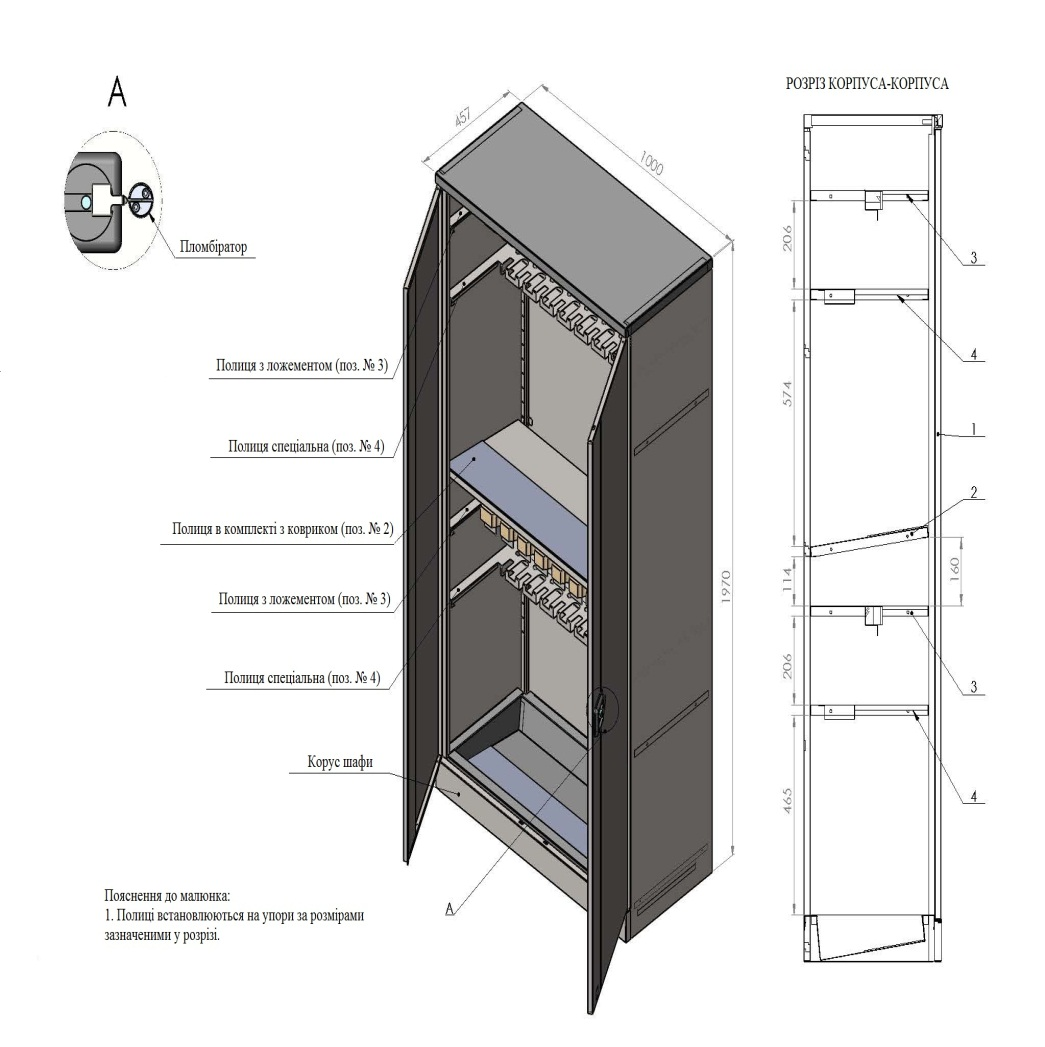 А
РОЗРІЗ КОРПУСА-КОРПУСА
457
1000
Пломбіратор
206
3
4
Полиця з ложементом (поз. № 3)
574
1
Полиця спеціальна (поз. № 4)
2
Полиця в комплекті з ковриком (поз. № 2)
114
160
1970
Полиця з ложементом (поз. № 3)
206
3
Полиця спеціальна (поз. № 4)
Корус шафи
465
4
А
Пояснення до малюнка:
1. Полиці встановлюються на упори за розмірами
зазначеними у розрізі.